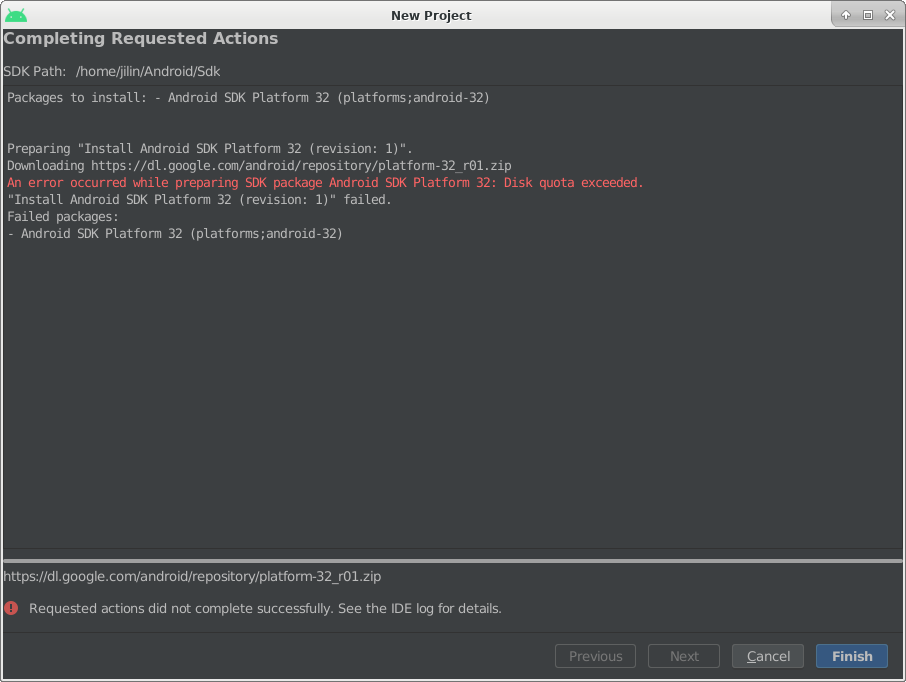 New Project
Completing Requested Actions
SDK Path: /home/jilin/Android/Sdk
Packages to install: - Android SDK Platform 32 (platforms;android-32)
Preparing "Install Android SDK Platform 32 (revision: 1)".
Downloading https://dl.google.com/android/repository/platform-32_r01.zip
An error occurred while preparing SDK package Android SDK Platform 32: Disk quota exceeded.
"Install Android SDK Platform 32 (revision: 1)" failed.
Failed packages:
- Android SDK Platform 32 (platforms;android-32)
https://dl.google.com/android/repository/platform-32_r01.zip
Requested actions did not complete successfully. See the IDE log for details.
Previous Next Cancel Finish